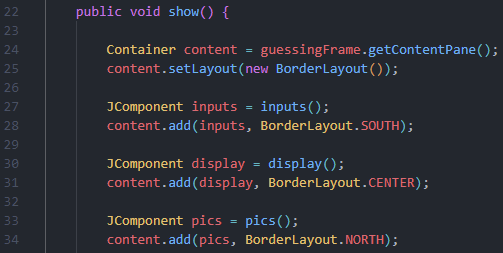 22 public void show() {
23
24 Container content = guessingFrame.getContentPane();
25 content.setLayout(new BorderLayout());
26
27 JComponent inputs = inputs();
28 content.add(inputs, BorderLayout.SOUTH);
29
30 JComponent display = display();
31 content.add(display, BorderLayout.CENTER);
32
33 JComponent pics = pics();
34 content.add(pics, BorderLayout.NORTH);